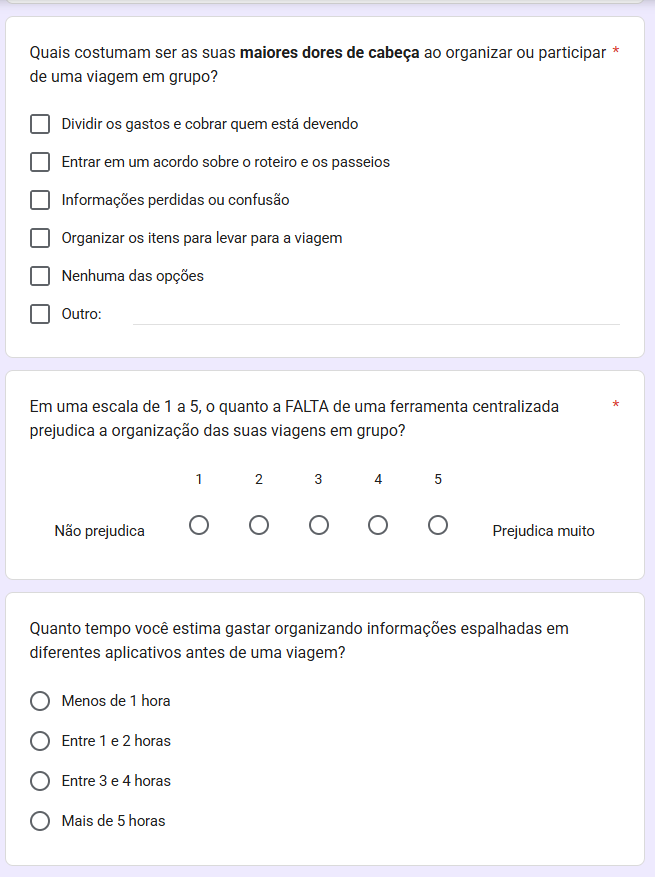 Quais costumam ser as suas maiores dores de cabeça ao organizar ou participar *
de uma viagem em grupo?
Dividir os gastos e cobrar quem está devendo
Entrar em um acordo sobre o roteiro e os passeios
Informações perdidas ou confusão
Organizar os itens para levar para a viagem
Nenhuma das opções
Outro:
Em uma escala de 1 a 5, o quanto a FALTA de uma ferramenta centralizada *
prejudica a organização das suas viagens em grupo?
1 2 3 4 5
Não prejudica Prejudica muito
Quanto tempo você estima gastar organizando informações espalhadas em
diferentes aplicativos antes de uma viagem?
Menos de 1 hora
Entre 1 e 2 horas
Entre 3 e 4 horas
Mais de 5 horas